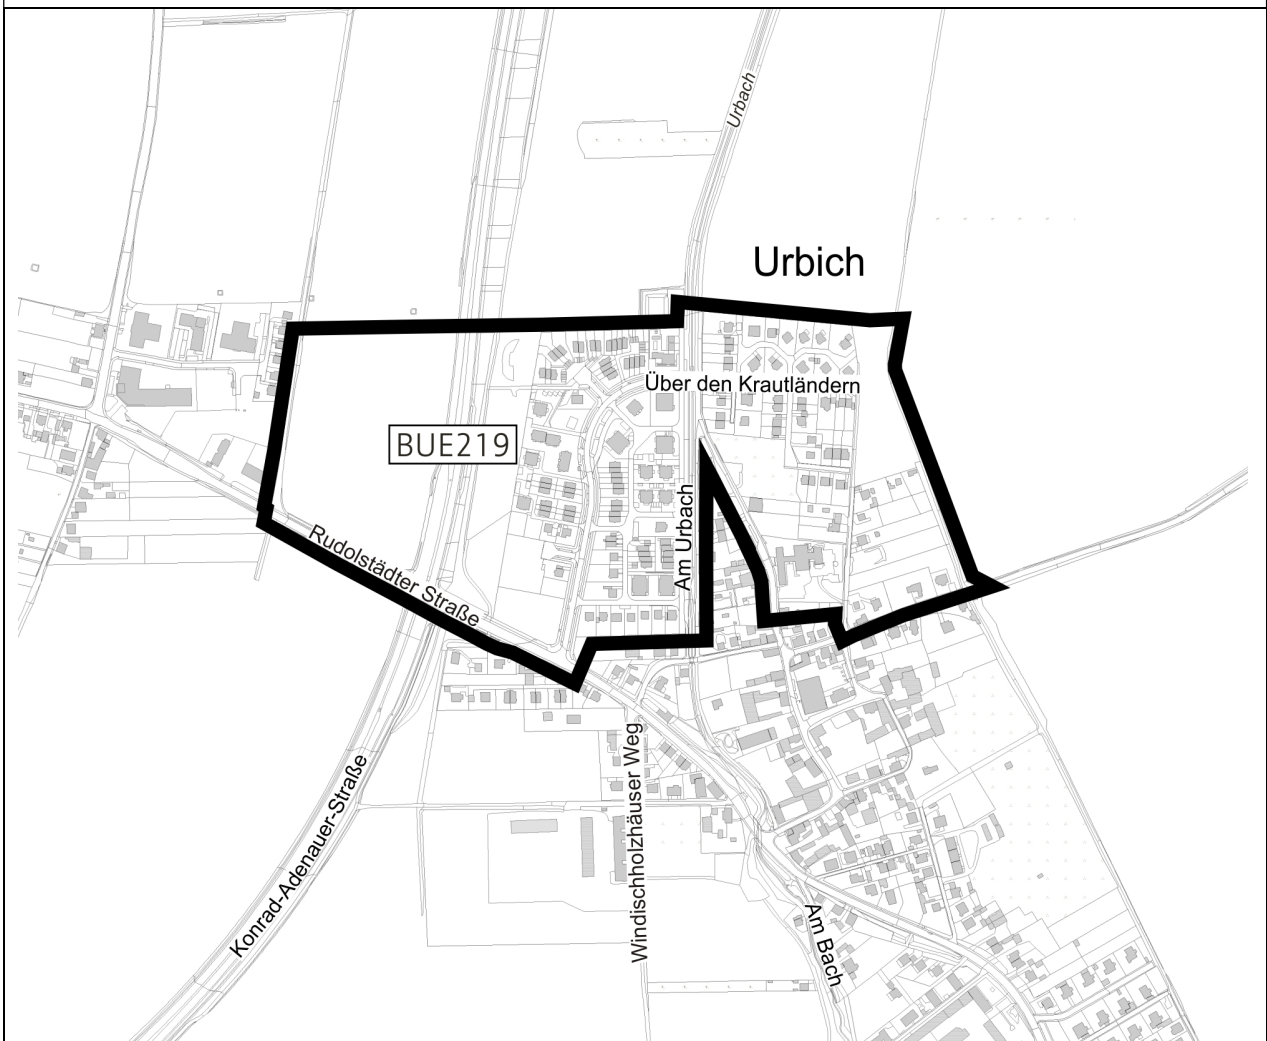 Urbach
Urbich
Über den Krautländern
BUE219
Am Urbach
Rudolstädter Straße
Windischholzhäuser Weg
Konrad-Adenauer-Straße
Am Bach